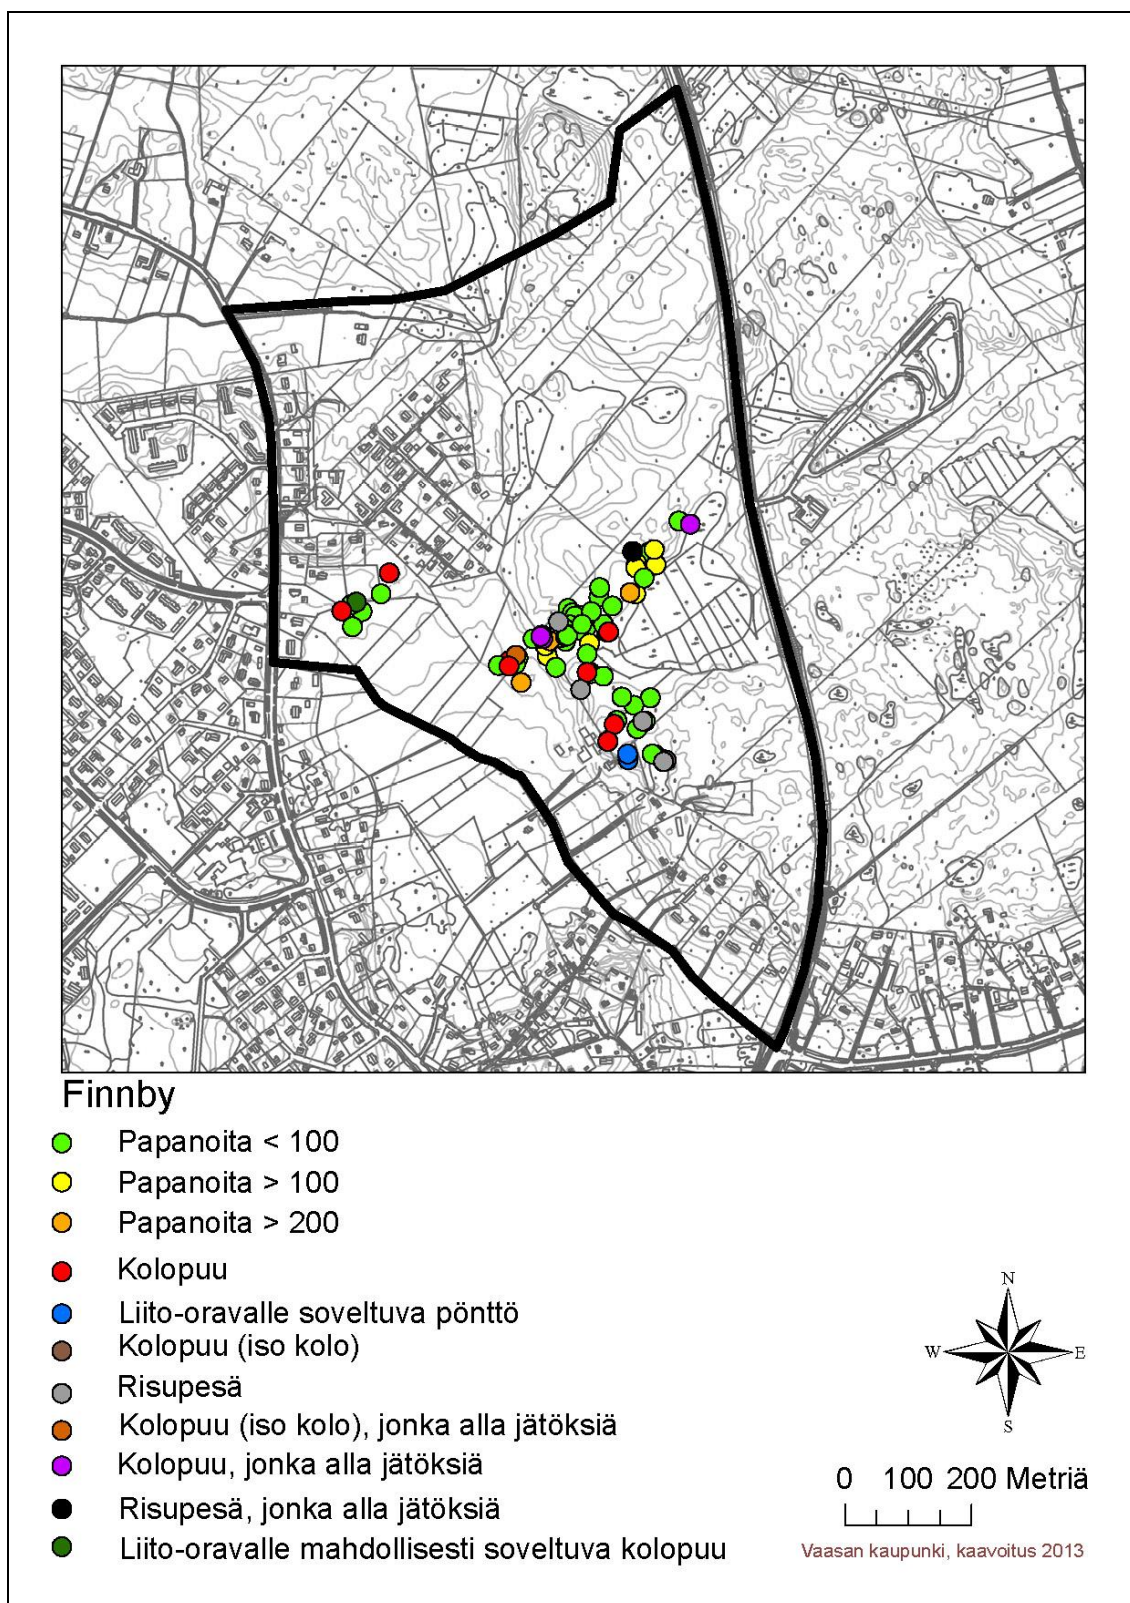 Finnby
Papanoita < 100
Papanoita > 100
Papanoita > 200
Kolopuu
Liito-oravalle soveltuva pönttö
Kolopuu (iso kolo)
Risupesä
Kolopuu (iso kolo), jonka alla jätöksiä
Kolopuu, jonka alla jätöksiä
Risupesä, jonka alla jätöksiä
Liito-oravalle mahdollisesti soveltuva kolopuu
N
W E
S
0 100 200 Metriä
Vaasan kaupunki, kaavoitus 2013